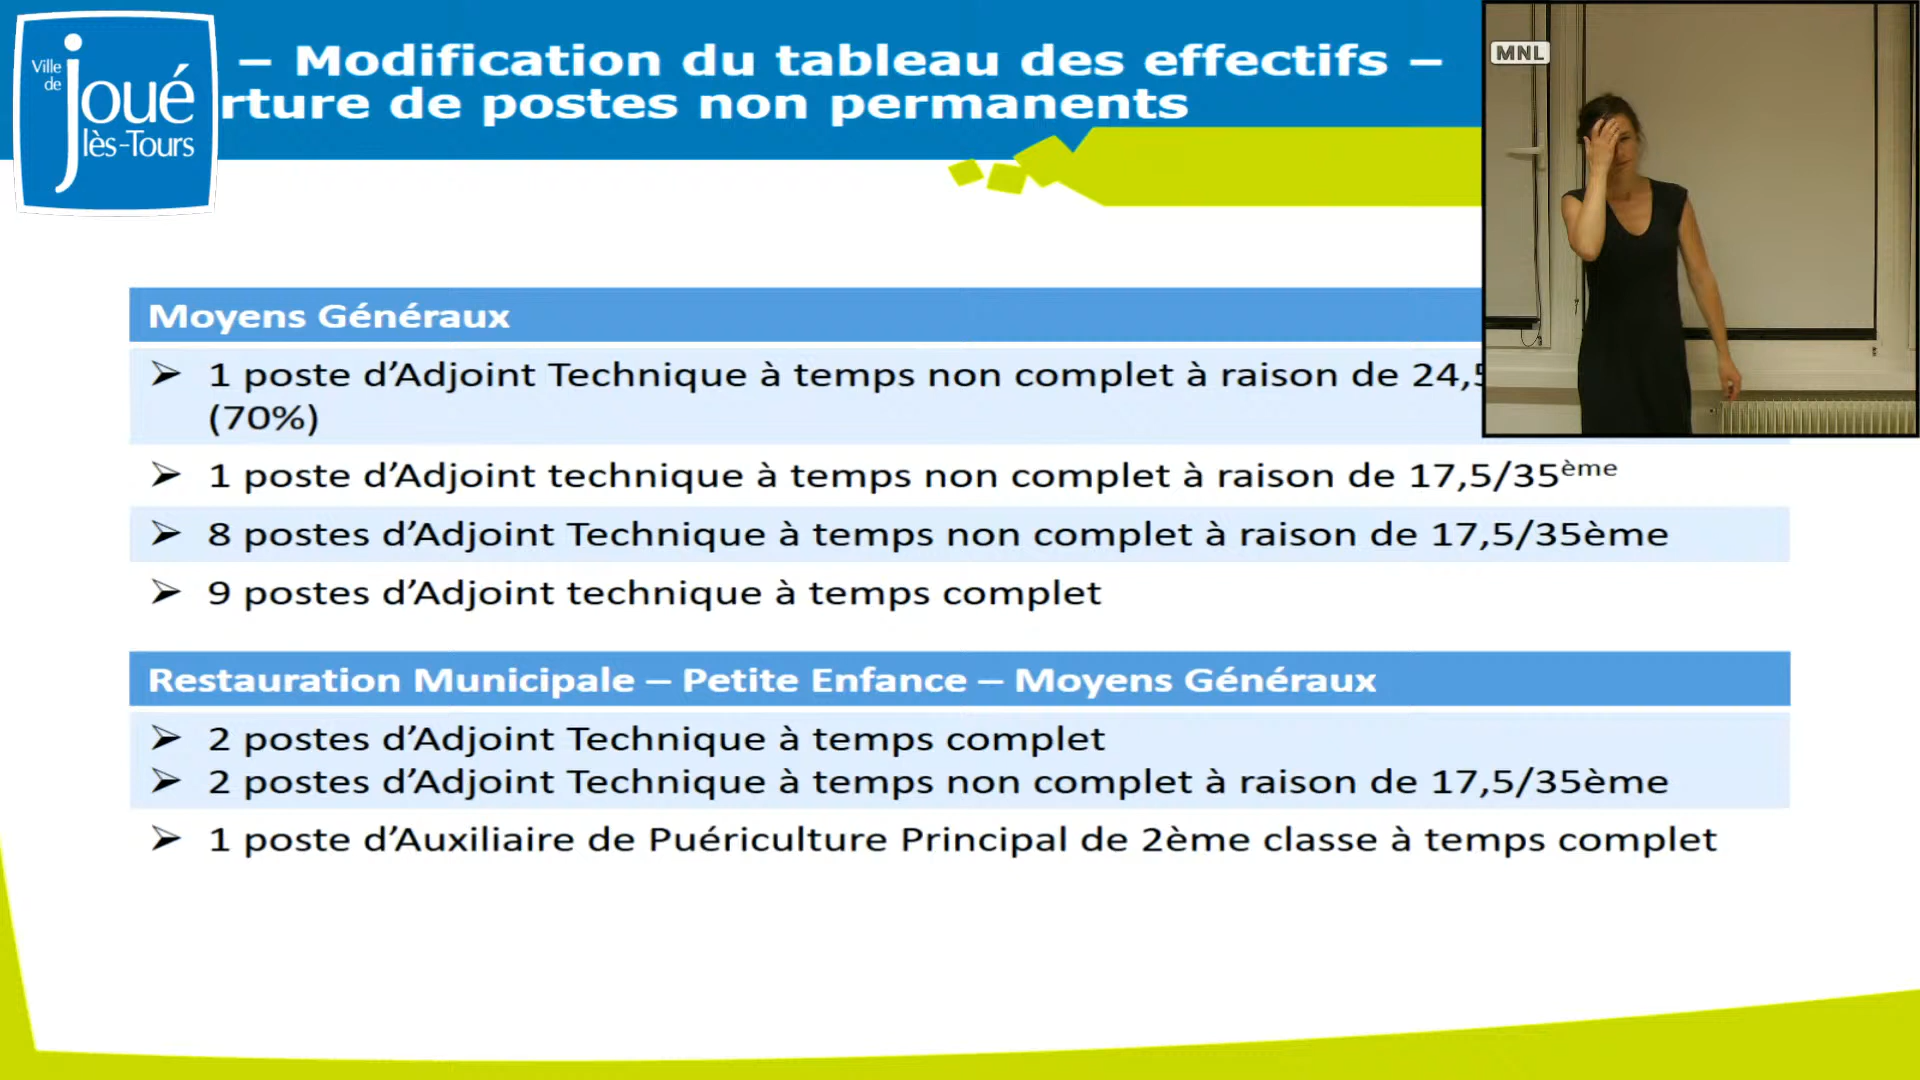 Ville
de
joué
lès-Tours
– Modification du tableau des effectifs –
rture de postes non permanents
MNL
Moyens Généraux
➢ 1 poste d’Adjoint Technique à temps non complet à raison de 24,5
(70%)
➢ 1 poste d’Adjoint technique à temps non complet à raison de 17,5/35ème
➢ 8 postes d’Adjoint Technique à temps non complet à raison de 17,5/35ème
➢ 9 postes d’Adjoint technique à temps complet
Restauration Municipale – Petite Enfance – Moyens Généraux
➢ 2 postes d’Adjoint Technique à temps complet
➢ 2 postes d’Adjoint Technique à temps non complet à raison de 17,5/35ème
➢ 1 poste d’Auxiliaire de Puériculture Principal de 2ème classe à temps complet